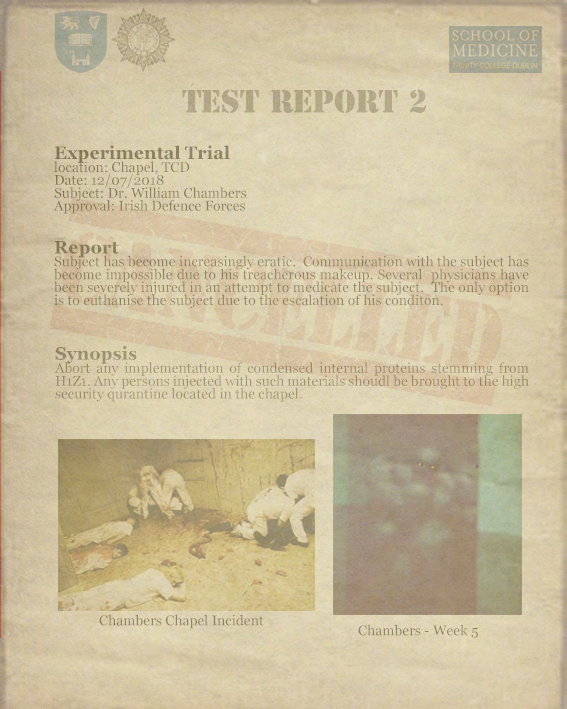 SCHOOL OF
MEDICINE
TRINITY COLLEGE DUBLIN
TEST REPORT 2
Experimental Trial
location: Chapel, TCD
Date: 12/07/2018
Subject: Dr. William Chambers
Approval: Irish Defence Forces
Report
Subject has become increasingly eratic. Communication with the subject has
become impossible due to his treacherous makeup. Several physicians have
been severely injured in an attempt to medicate the subject. The only option
is to euthanise the subject due to the escalation of his conditon.
CANCELLED
Synopsis
Abort any implementation of condensed internal proteins stemming from
H1Z1. Any persons injected with such materials shoudl be brought to the high
security qurantine located in the chapel.
Chambers Chapel Incident
Chambers - Week 5